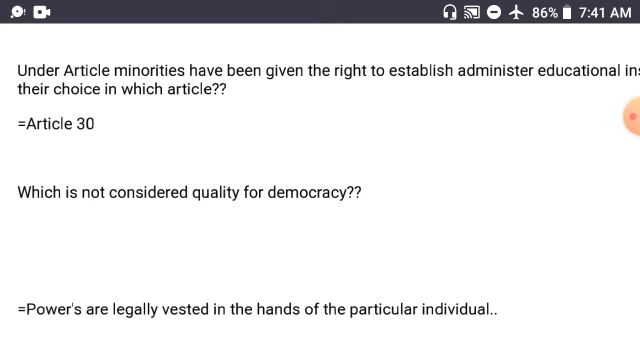 86% 7:41 AM
Under Article minorities have been given the right to establish administer educational in
their choice in which article??
=Article 30
Which is not considered quality for democracy??
=Power's are legally vested in the hands of the particular individual..